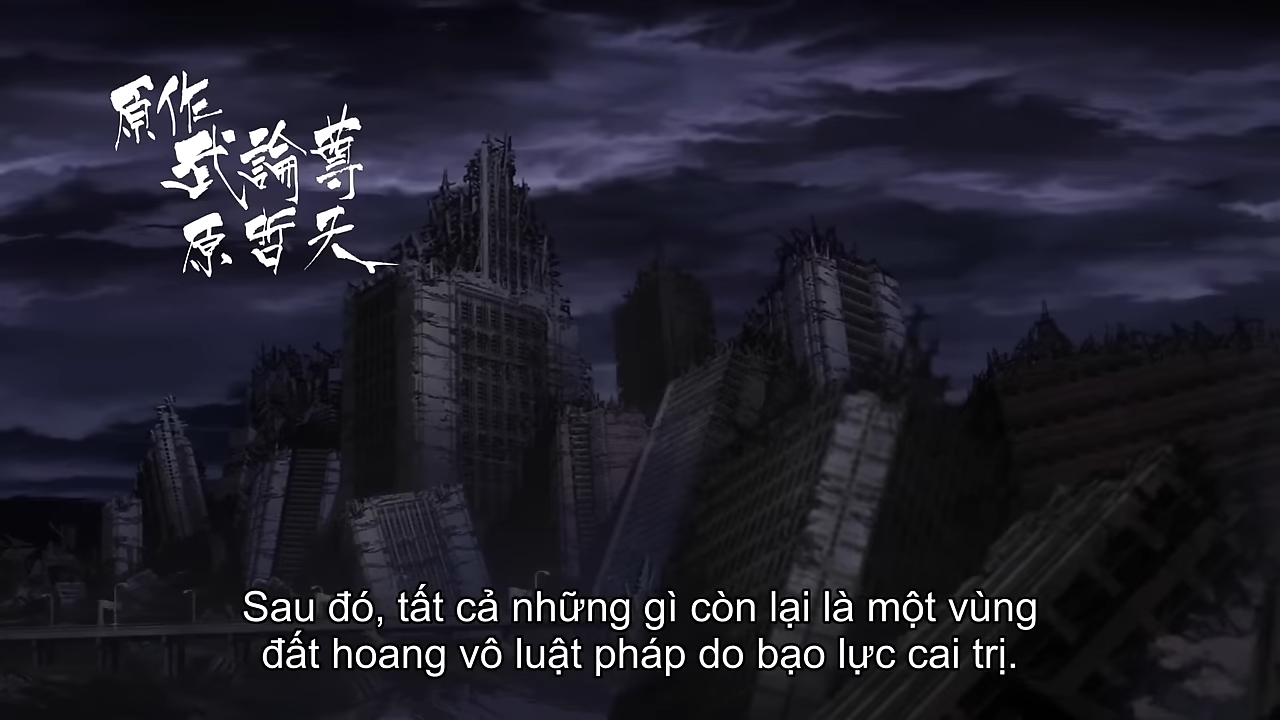 原作
武論尊
原哲夫
Sau đó, tất cả những gì còn lại là một vùng
đất hoang vô luật pháp do bạo lực cai trị.